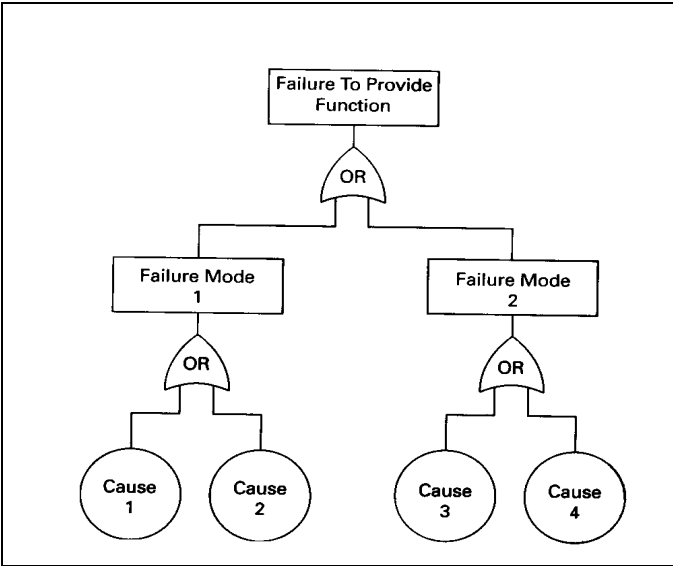 Failure To Provide
Function
OR
Failure Mode
1
Failure Mode
2
OR
OR
Cause
1
Cause
2
Cause
3
Cause
4